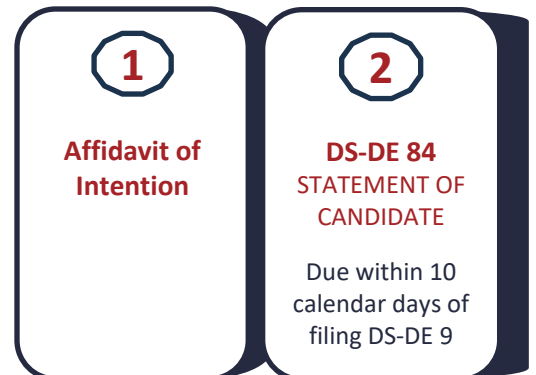 1
Affidavit of
Intention
2
DS-DE 84
STATEMENT OF
CANDIDATE
Due within 10
calendar days of
filing DS-DE 9